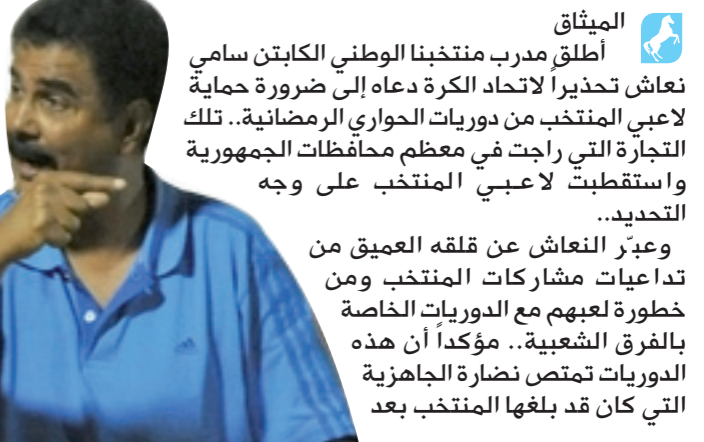 الميثاق
أطلق مدرب منتخبنا الوطني الكابتن سامي
نعاش تحذيراً لاتحاد الكرة دعاه إلى ضرورة حماية
لاعبي المنتخب من دوريات الحواري الرمضانية.. تلك
التجارة التي راجت في معظم محافظات الجمهورية
واستقطبت لاعبي المنتخب على وجه
التحديد..
وعبّر النعاش عن قلقه العميق من
تداعيات مشاركات المنتخب ومن
خطورة لعبهم مع الدوريات الخاصة
بالفرق الشعبية.. مؤكداً أن هذه
الدوريات تمتص نضارة الجاهزية
التي كان قد بلغها المنتخب بعد